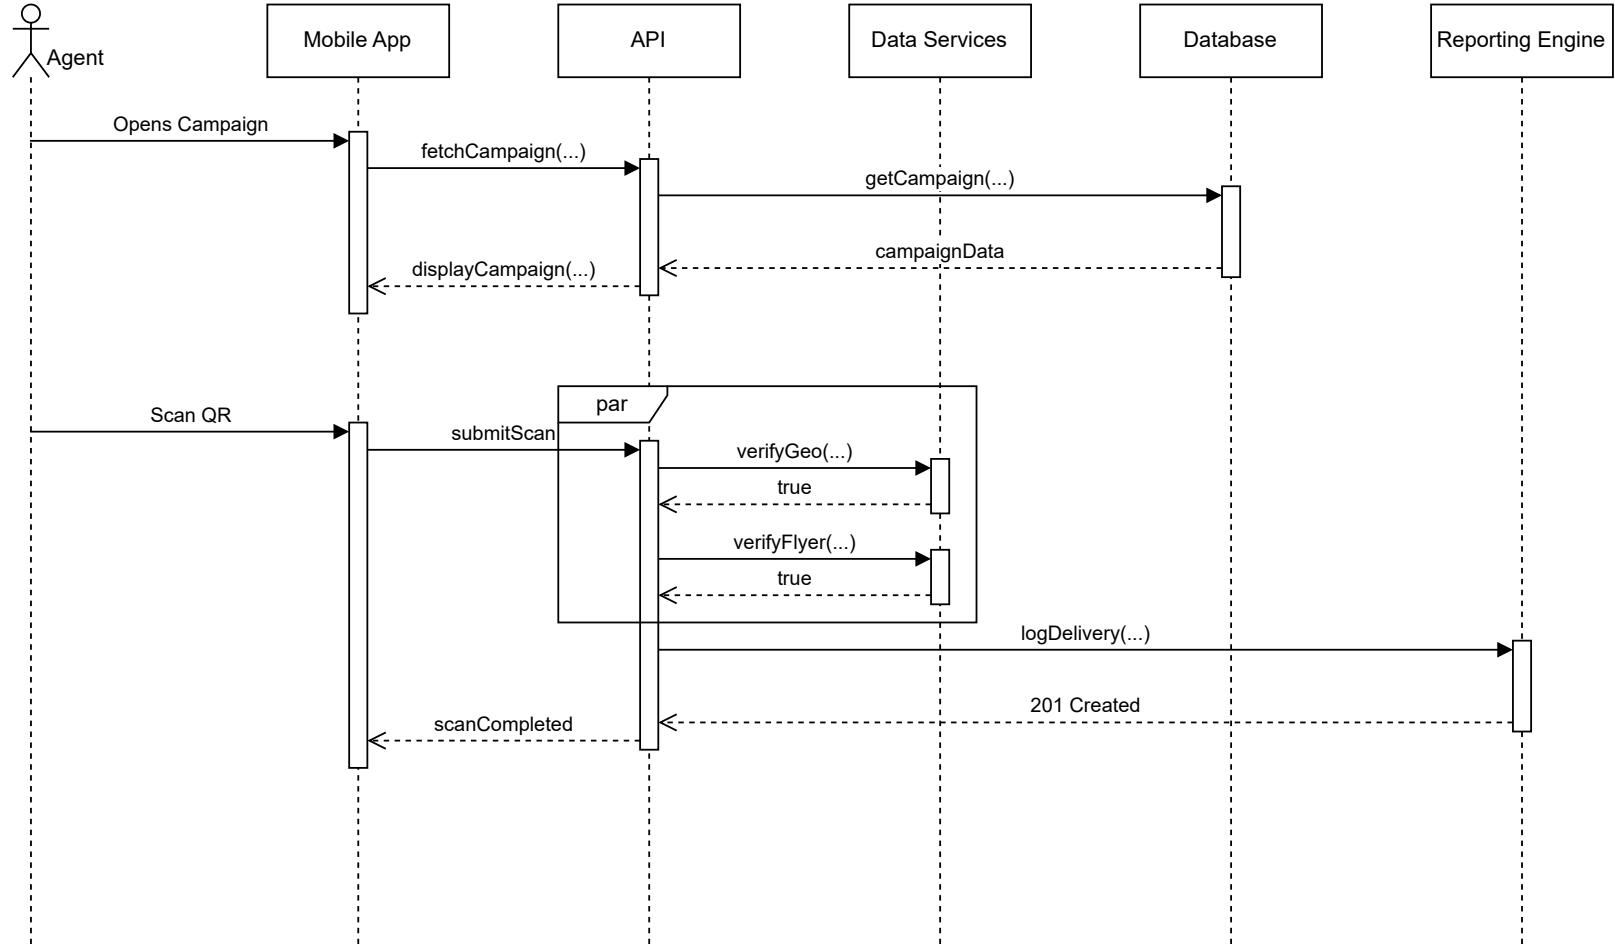 Agent
Mobile App
API
Data Services
Database
Reporting Engine
Opens Campaign
fetchCampaign(...)
getCampaign(...)
campaignData
displayCampaign(...)
par
Scan QR
submitScan
verifyGeo(...)
true
verifyFlyer(...)
true
logDelivery(...)
201 Created
scanCompleted